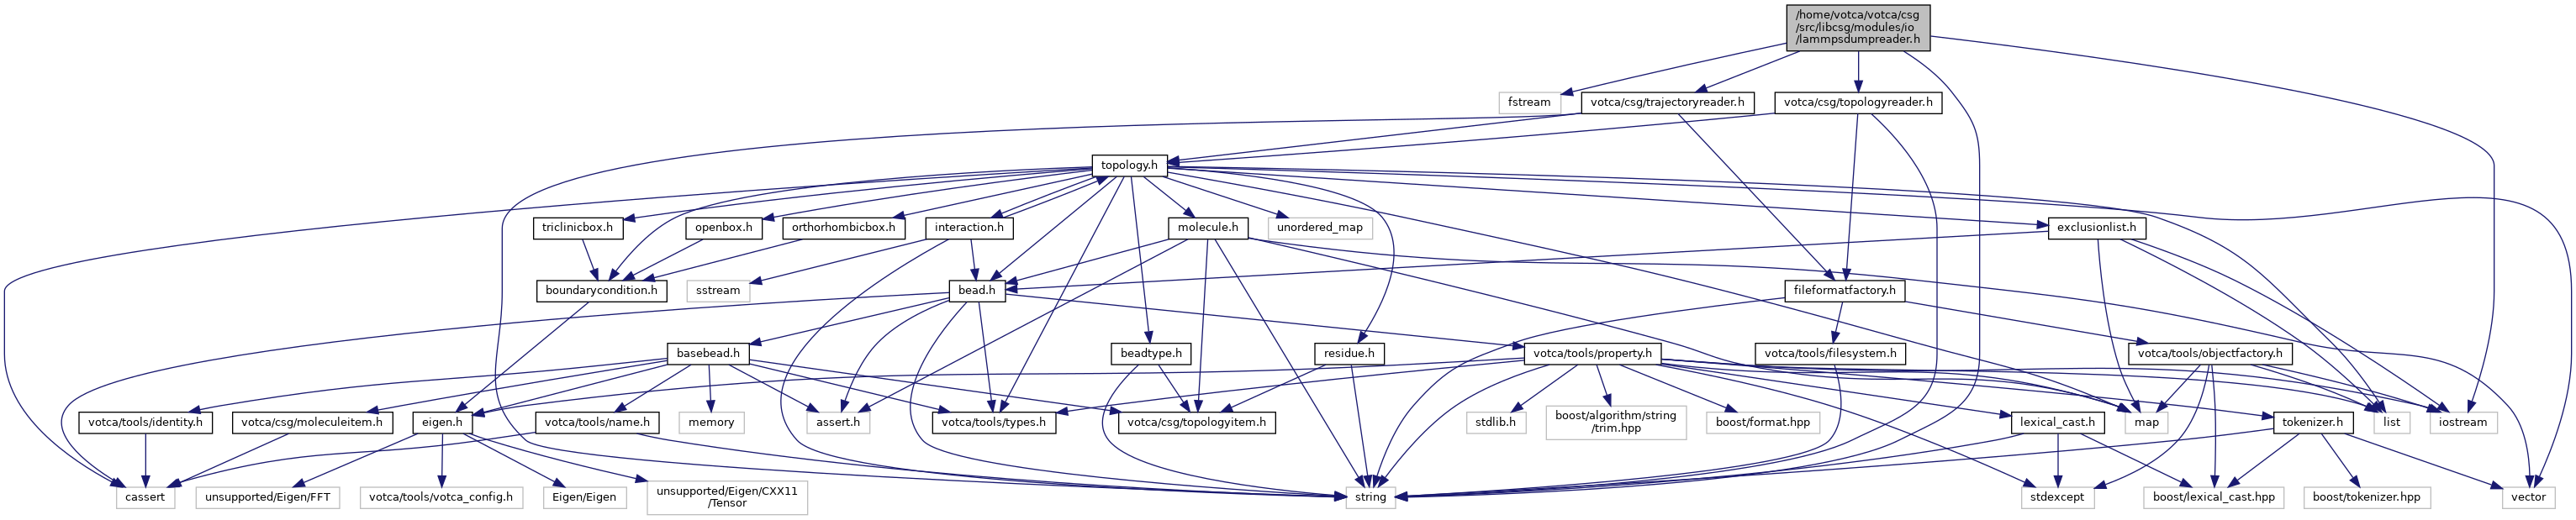 /home/votca/votca/csg
/src/libcsg/modules/io
/lammpsdumpreader.h
fstream
votca/csg/trajectoryreader.h
votca/csg/topologyreader.h
topology.h
triclinicbox.h
openbox.h
orthorhombicbox.h
interaction.h
molecule.h
unordered_map
exclusionlist.h
boundarycondition.h
sstream
bead.h
fileformatfactory.h
basebead.h
beadtype.h
residue.h
votca/tools/property.h
votca/tools/filesystem.h
votca/tools/objectfactory.h
votca/tools/identity.h
votca/csg/moleculeitem.h
eigen.h
votca/tools/name.h
memory
assert.h
votca/tools/types.h
votca/csg/topologyitem.h
stdlib.h
boost/algorithm/string
/trim.hpp
boost/format.hpp
lexical_cast.h
map
tokenizer.h
list
iostream
cassert
unsupported/Eigen/FFT
votca/tools/votca_config.h
Eigen/Eigen
unsupported/Eigen/CXX11
/Tensor
string
stdexcept
boost/lexical_cast.hpp
boost/tokenizer.hpp
vector